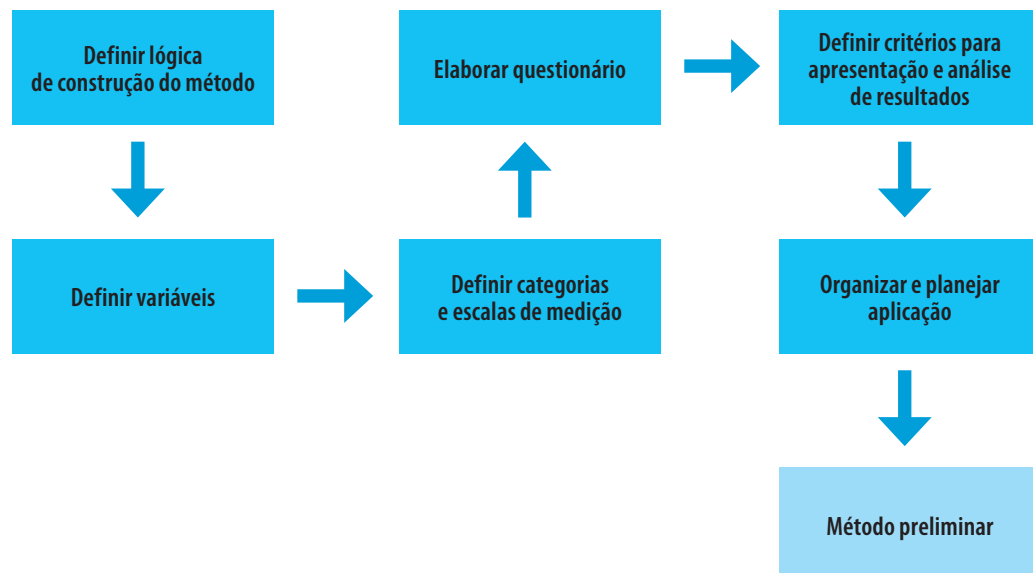 Definir lógica
de construção do método
Definir variáveis
Definir categorias
e escalas de medição
Elaborar questionário
Definir critérios para
apresentação e análise
de resultados
Organizar e planejar
aplicação
Método preliminar